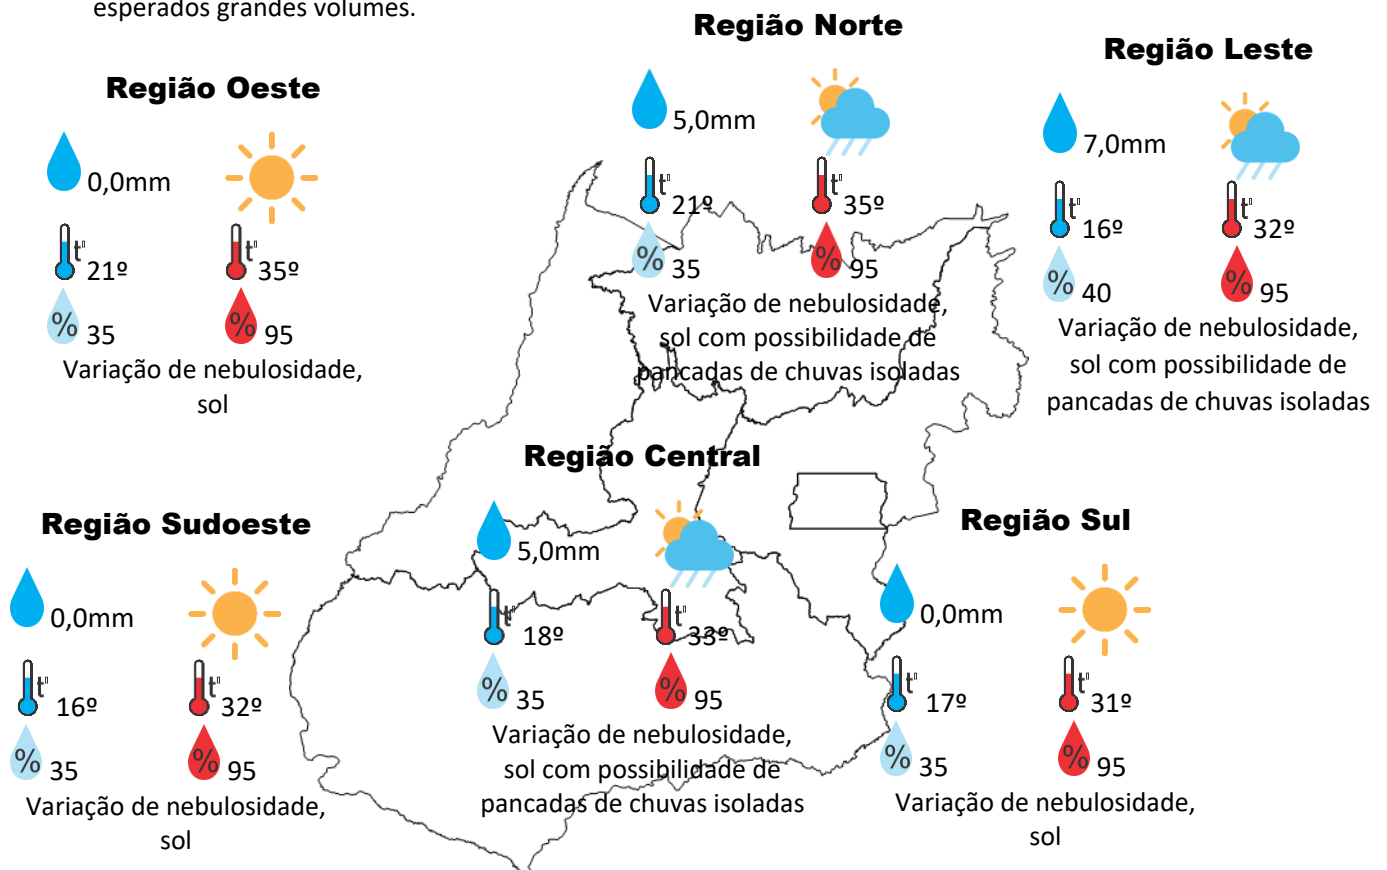 esperados grandes volumes.
Região Norte
5,0mm
t°
21º
35º
%
35
%
95
Variação de nebulosidade,
sol com possibilidade de
pancadas de chuvas isoladas
Região Leste
7,0mm
t°
16º
t°
32º
%
40
%
95
Variação de nebulosidade,
sol com possibilidade de
pancadas de chuvas isoladas
Região Oeste
0,0mm
t°
21º
t°
35º
%
35
%
95
Variação de nebulosidade,
sol
Região Central
5,0mm
t°
18º
t°
33º
%
35
%
95
Variação de nebulosidade,
sol com possibilidade de
pancadas de chuvas isoladas
Região Sudoeste
0,0mm
t°
16º
t°
32º
%
35
%
95
Variação de nebulosidade,
sol
Região Sul
0,0mm
t°
17º
t°
31º
%
35
%
95
Variação de nebulosidade,
sol